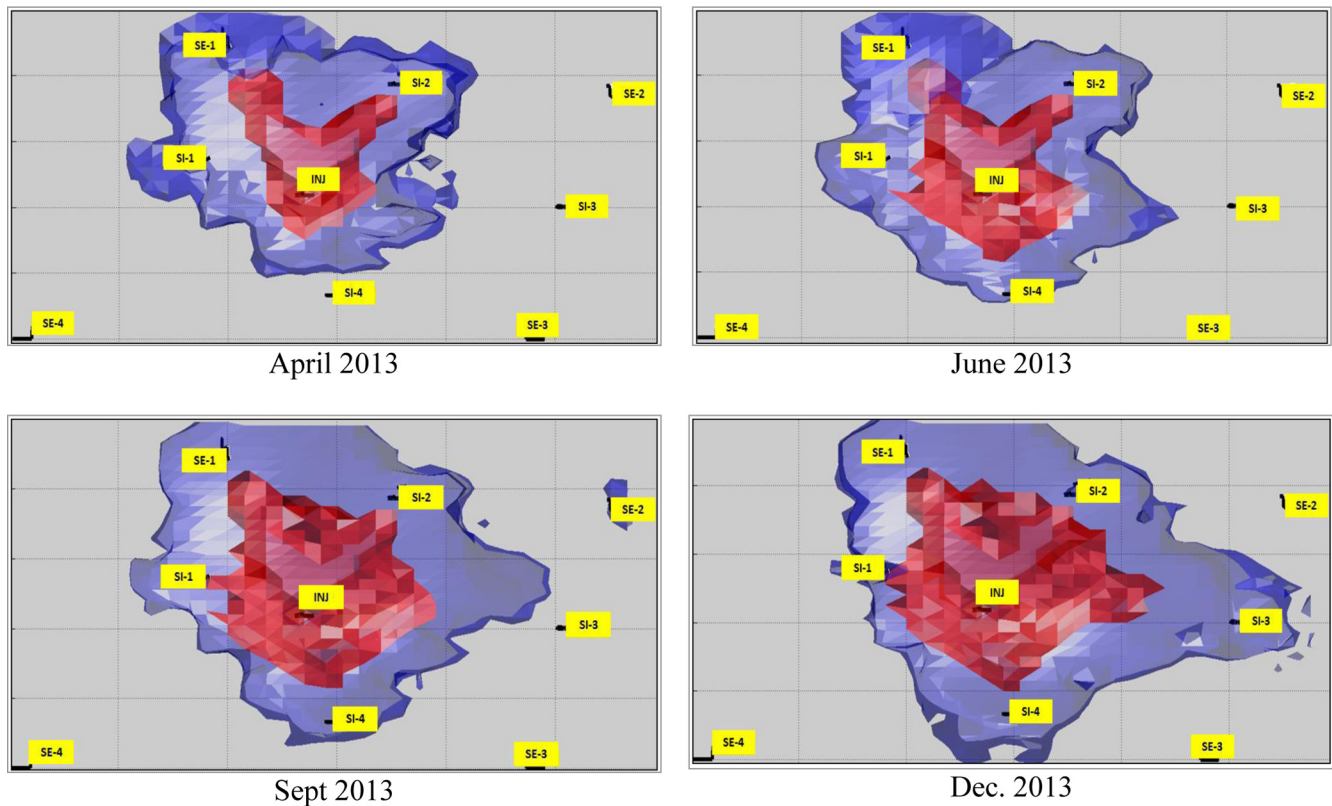 SE-1
SI-2
SE-2
SI-1
INJ
SI-3
SI-4
SE-4
SE-3
April 2013
SE-1
SI-2
SE-2
SI-1
INJ
SI-3
SI-4
SE-4
SE-3
June 2013
SE-1
SI-2
SE-2
SI-1
INJ
SI-3
SI-4
SE-4
SE-3
Sept 2013
SE-1
SI-2
SE-2
SI-1
INJ
SI-3
SI-4
SE-4
SE-3
Dec. 2013